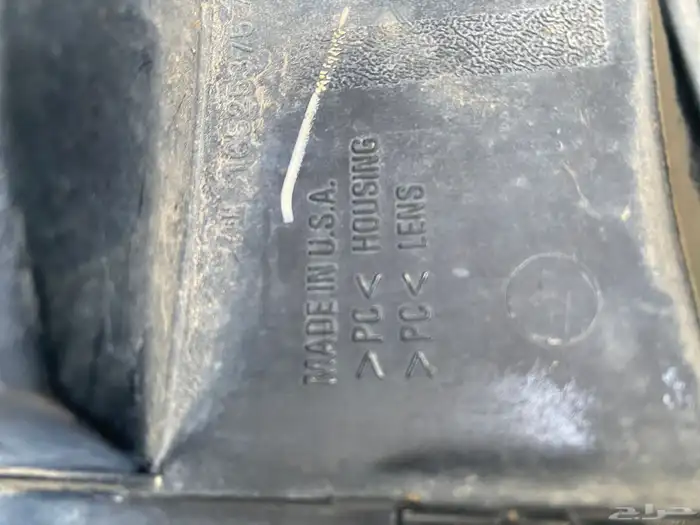 MADE IN U.S.A.
>PC< HOUSING
>PC< LENS
حراج